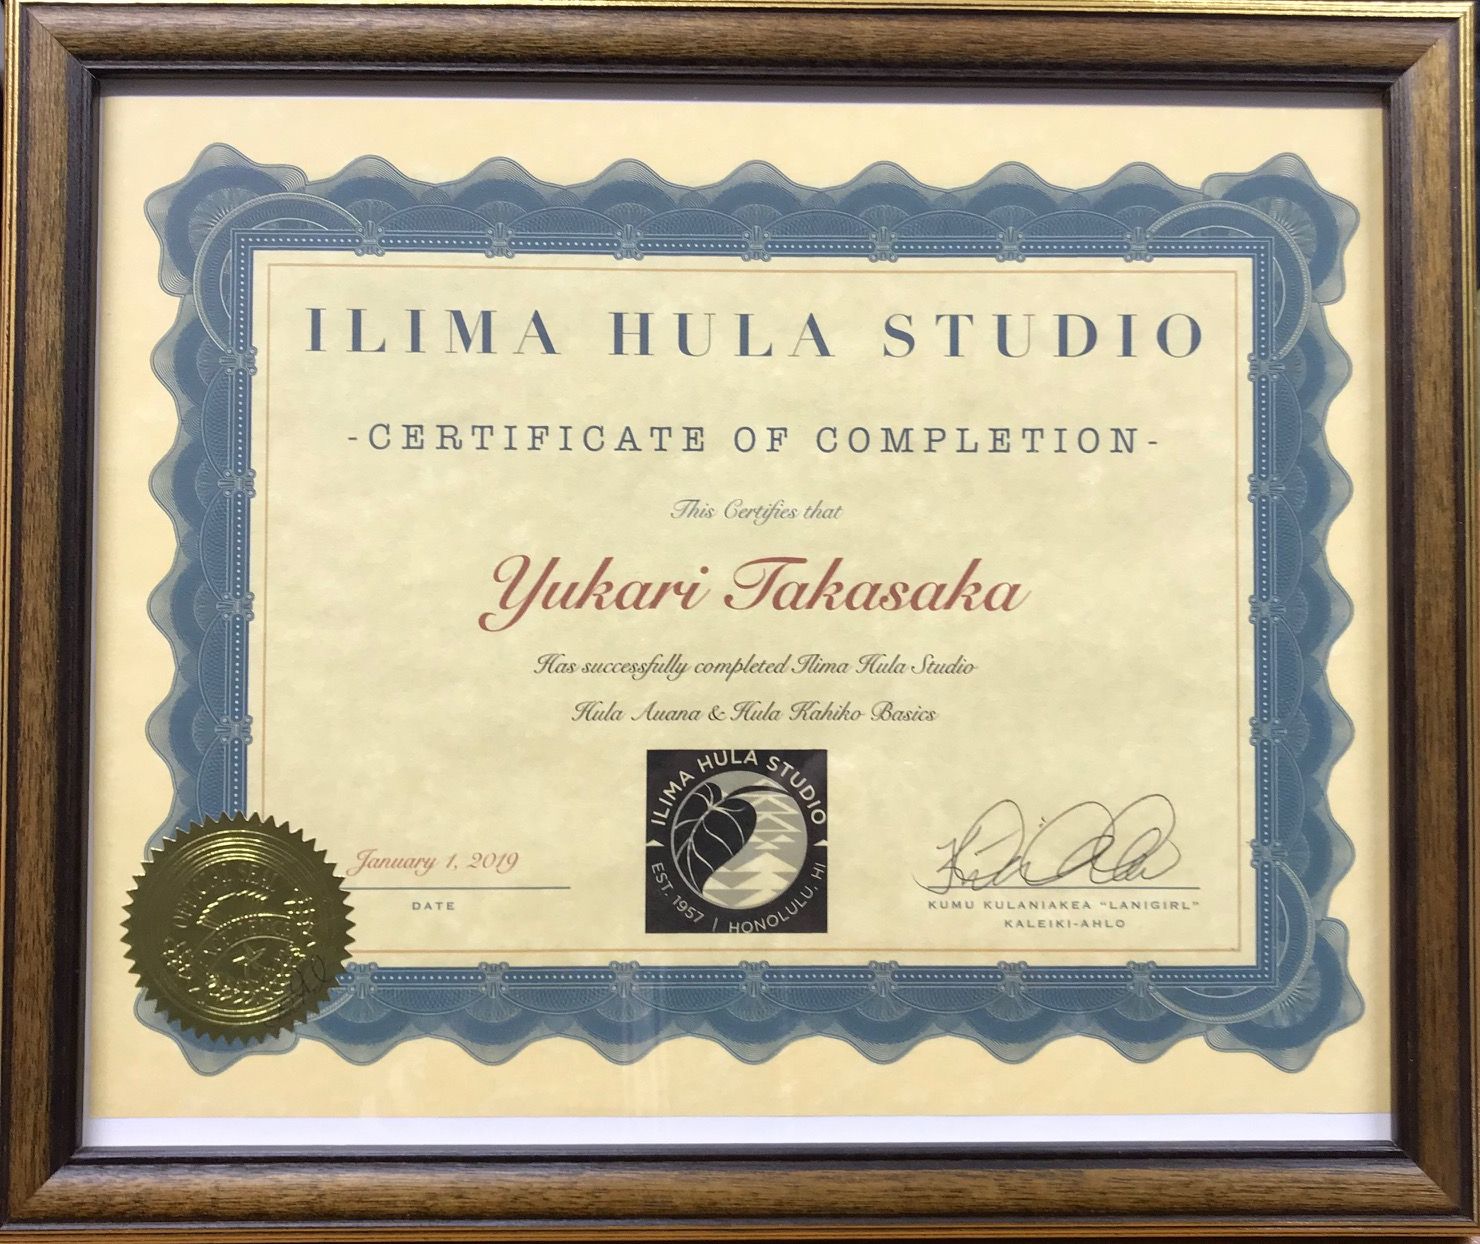 ILIMA HULA STUDIO
-CERTIFICATE OF COMPLETION-
This Certifies that
Yukari Takasaka
Has successfully completed Ilima Hula Studio
Hula Auana & Hula Kahiko Basics
ILIMA HULA STUDIO
EST. 1957 | HONOLULU, HI
January 1, 2019
DATE
KUMU KULANIAKEA "LANIGIRL"
KALEIKI-AHLO